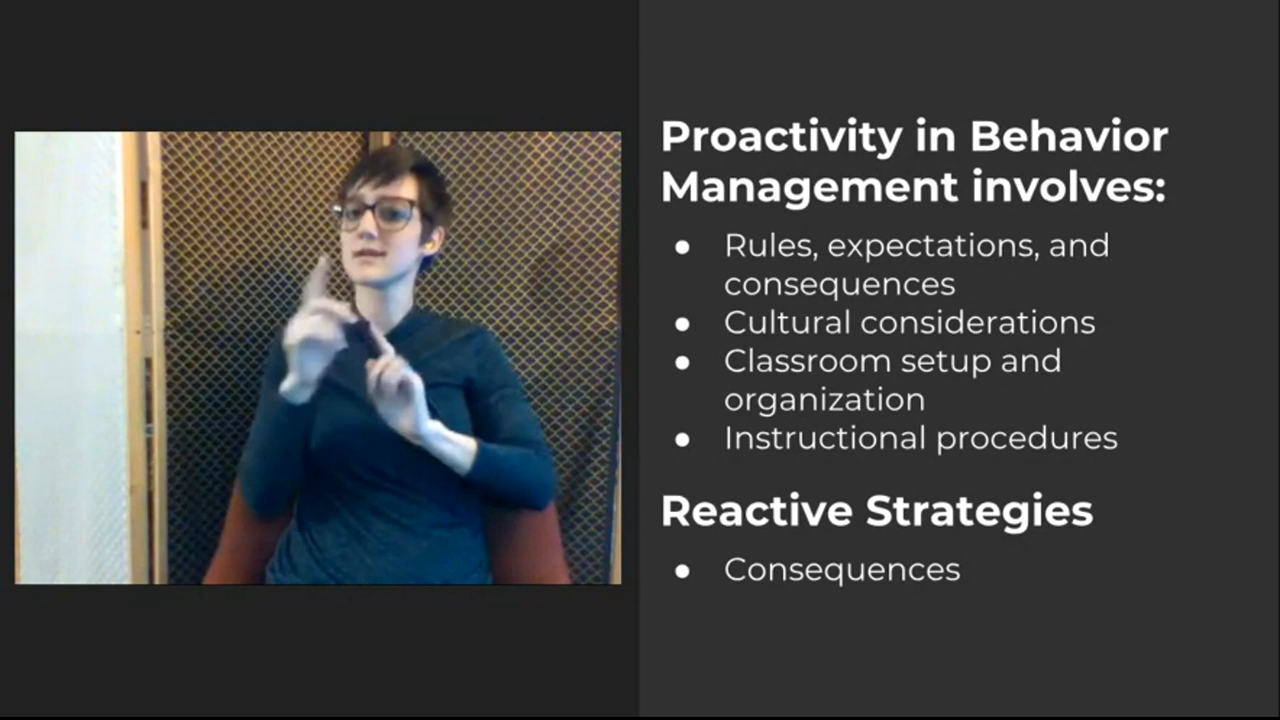 Proactivity in Behavior
Management involves:
● Rules, expectations, and
consequences
● Cultural considerations
● Classroom setup and
organization
● Instructional procedures
Reactive Strategies
● Consequences